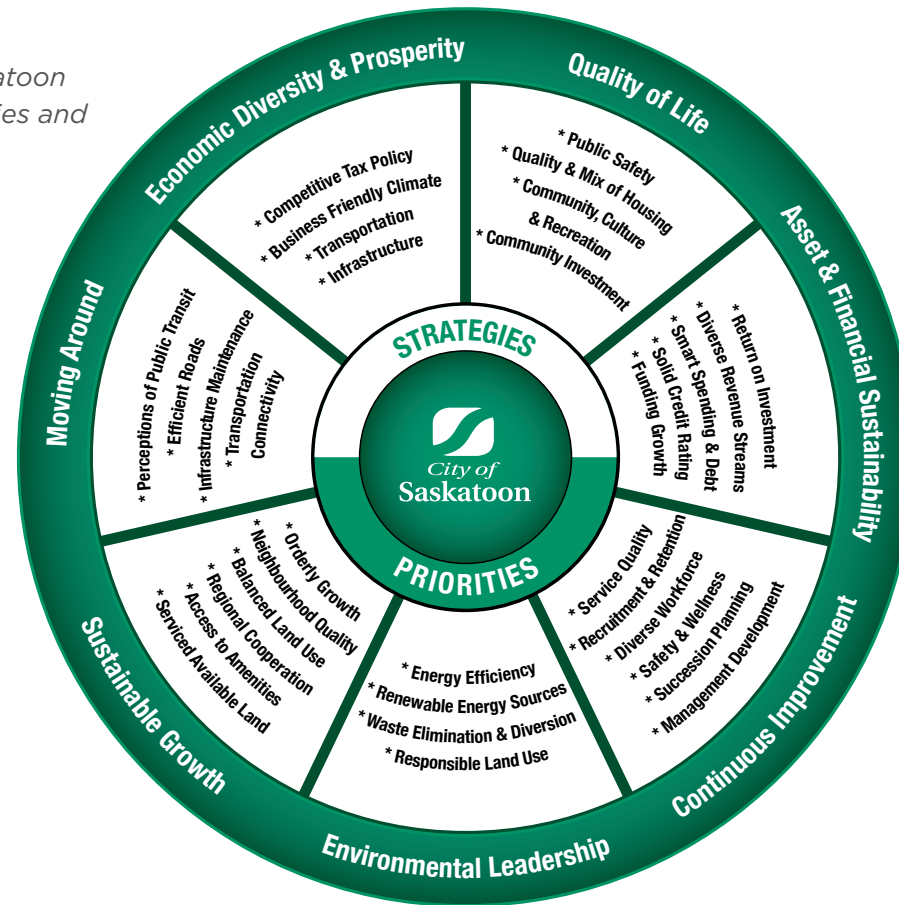 ies and
Economic Diversity & Prosperity
* Competitive Tax Policy
* Business Friendly Climate
* Transportation
* Infrastructure
Quality of Life
* Public Safety
* Quality & Mix of Housing
* Community, Culture
& Recreation
* Community Investment
Asset & Financial Sustainability
* Return on Investment
* Diverse Revenue Streams
* Smart Spending & Debt
* Solid Credit Rating
* Funding Growth
Continuous Improvement
* Service Quality
* Recruitment & Retention
* Diverse Workforce
* Safety & Wellness
* Succession Planning
* Management Development
Environmental Leadership
* Energy Efficiency
* Renewable Energy Sources
* Waste Elimination & Diversion
* Responsible Land Use
Sustainable Growth
* Orderly Growth
* Neighbourhood Quality
* Balanced Land Use
* Regional Cooperation
* Access to Amenities
* Serviced Available Land
Moving Around
* Perceptions of Public Transit
* Efficient Roads
* Infrastructure Maintenance
* Transportation
Connectivity
STRATEGIES
City of
Saskatoon
PRIORITIES